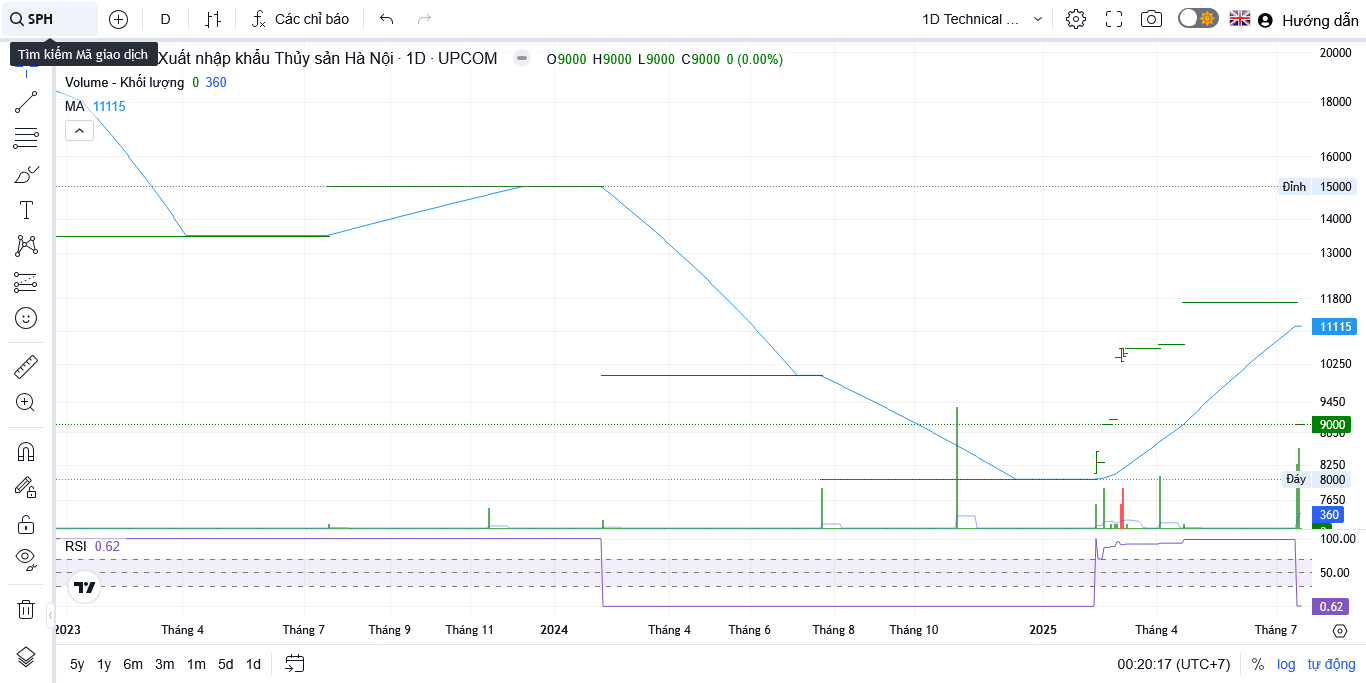 SPH D Các chỉ báo 1D Technical ... Hướng dẫn
Tìm kiếm Mã giao dịch
Xuất nhập khẩu Thủy sản Hà Nội · 1D · UPCOM O9000 H9000 L9000 C9000 0 (0.00%)
Volume - Khối lượng 0 360
MA 11115
20000
18000
16000
Đỉnh 15000
14000
13000
11800
11115
10250
9450
9000
8850
8250
Đáy 8000
7650
360
RSI 0.62
100.00
50.00
0.62
2023 Tháng 4 Tháng 7 Tháng 9 Tháng 11 2024 Tháng 4 Tháng 6 Tháng 8 Tháng 10 2025 Tháng 4 Tháng 7
5y 1y 6m 3m 1m 5d 1d 00:20:17 (UTC+7) % log tự động